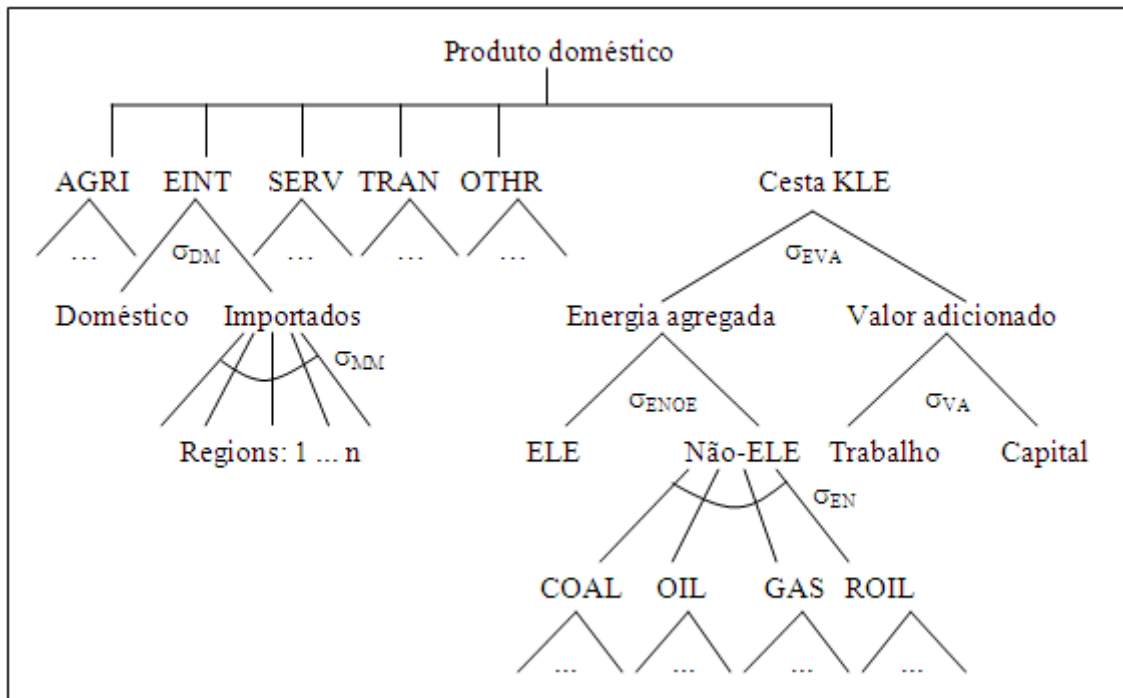 Produto doméstico
AGRI EINT SERV TRAN OTHR Cesta KLE
... σDM ... ... ... σEVA
Doméstico Importados Energia agregada Valor adicionado
σMM
σENOE σVA
Regions: 1 ... n ELE Não-ELE Trabalho Capital
σEN
COAL OIL GAS ROIL
... ... ... ...